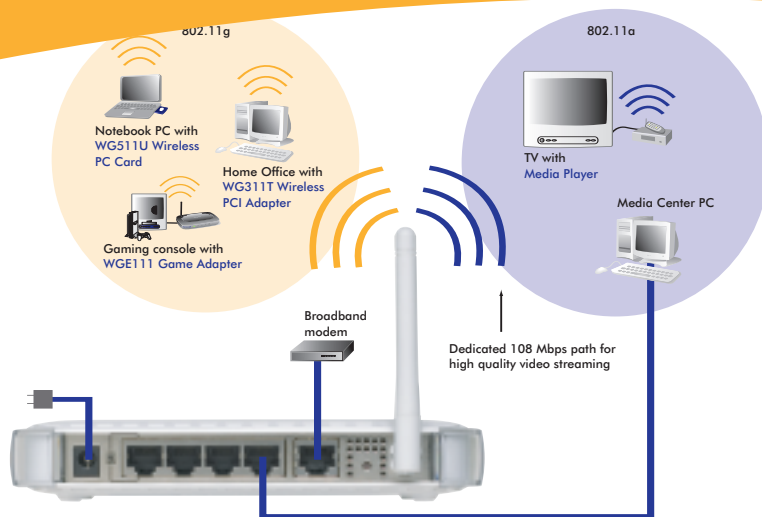 802.11g
802.11a
Notebook PC with
WG511U Wireless
PC Card
Home Office with
WG311T Wireless
PCI Adapter
Gaming console with
WGE111 Game Adapter
TV with
Media Player
Media Center PC
Broadband
modem
Dedicated 108 Mbps path for
high quality video streaming